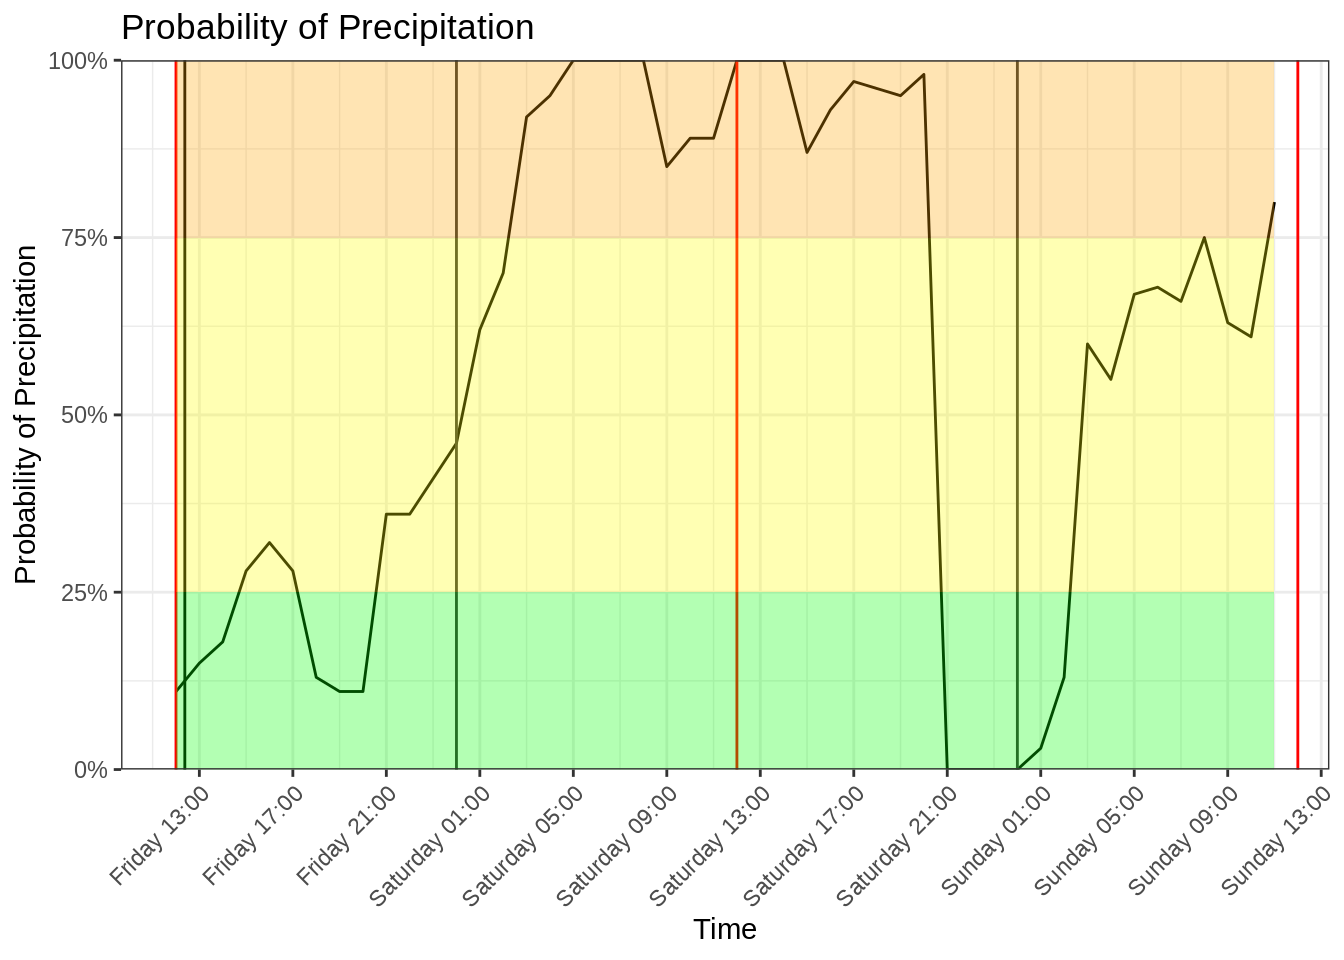 Probability of Precipitation
Probability of Precipitation
100%
75%
50%
25%
0%
Friday 13:00
Friday 17:00
Friday 21:00
Saturday 01:00
Saturday 05:00
Saturday 09:00
Saturday 13:00
Saturday 17:00
Saturday 21:00
Sunday 01:00
Sunday 05:00
Sunday 09:00
Sunday 13:00
Time